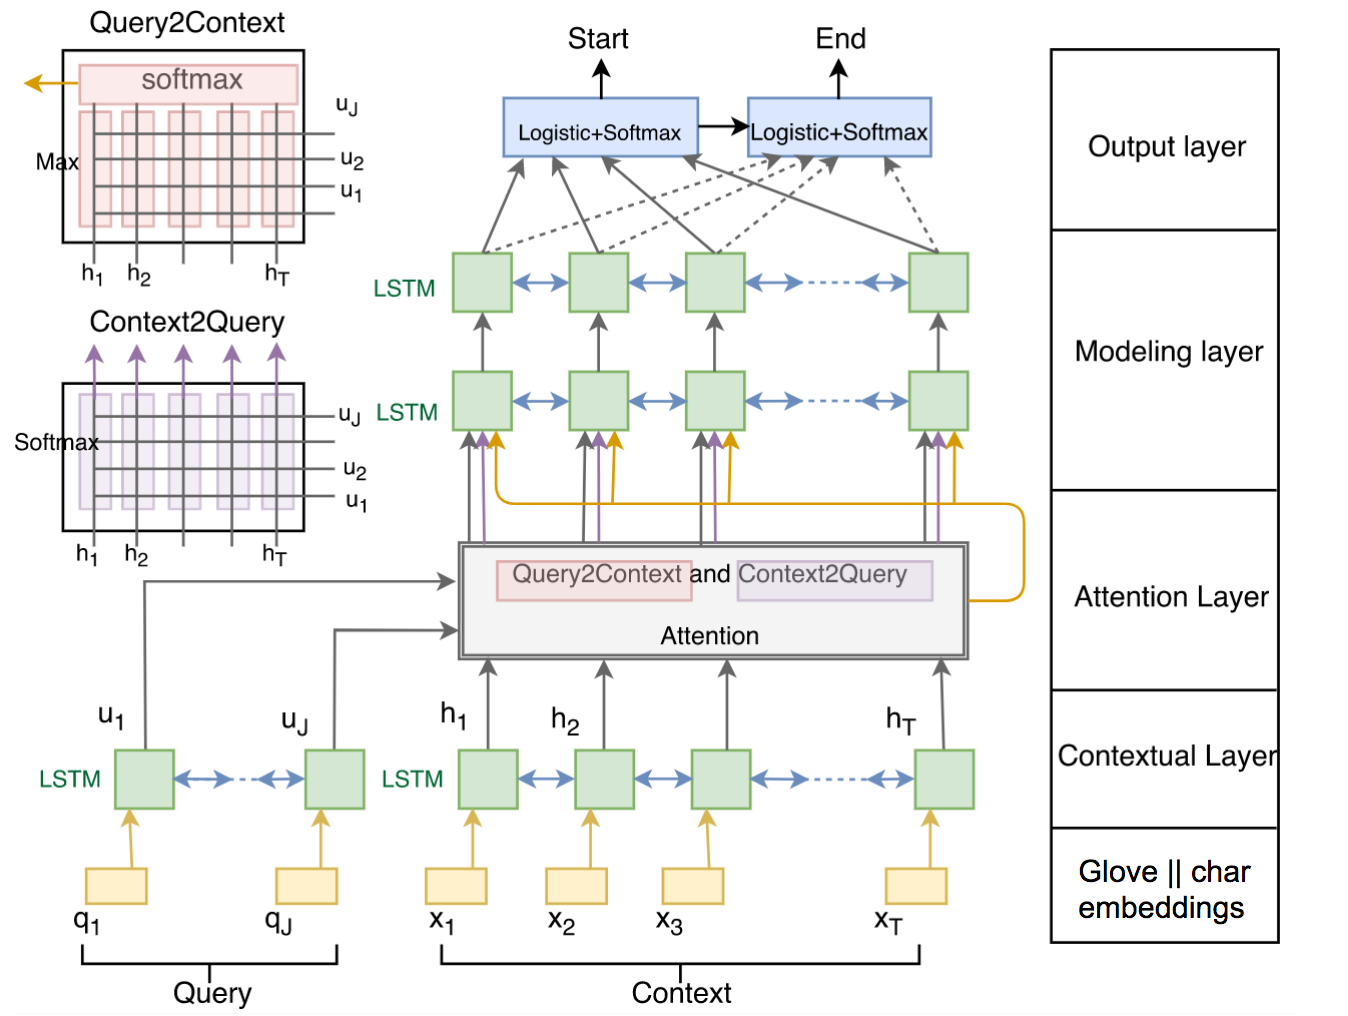 Query2Context
softmax
Max
u_J
u_2
u_1
h_1 h_2 h_T
Context2Query
Softmax
u_J
u_2
u_1
h_1 h_2 h_T
Start End
Logistic+Softmax Logistic+Softmax
LSTM
LSTM
Query2Context and Context2Query
Attention
u_1 u_J h_1 h_2 h_T
LSTM LSTM
q_1 q_J x_1 x_2 x_3 x_T
Query Context
Output layer
Modeling layer
Attention Layer
Contextual Layer
Glove || char
embeddings